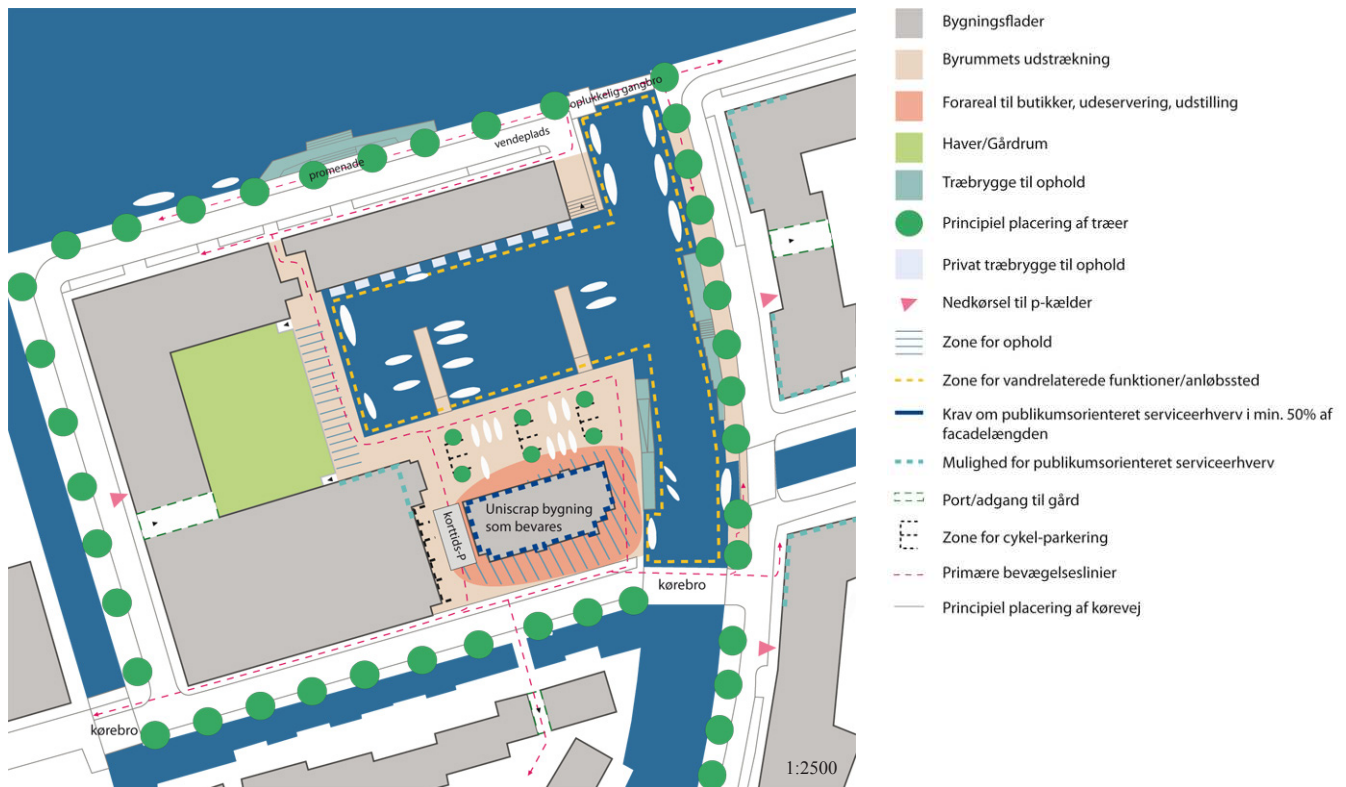 oplukkelig gangbro
vendeplads
promenade
Uniscrap bygning
som bevares
korttids-P
kørebro
kørebro
1:2500
Bygningsflader
Byrummets udstrækning
Forareal til butikker, udeservering, udstilling
Haver/Gårdrum
Træbrygge til ophold
Principiel placering af træer
Privat træbrygge til ophold
Nedkørsel til p-kælder
Zone for ophold
Zone for vandrelaterede funktioner/anløbssted
Krav om publikumsorienteret serviceerhverv i min. 50% af
facadelængden
Mulighed for publikumsorienteret serviceerhverv
Port/adgang til gård
Zone for cykel-parkering
Primære bevægelseslinier
Principiel placering af kørevej